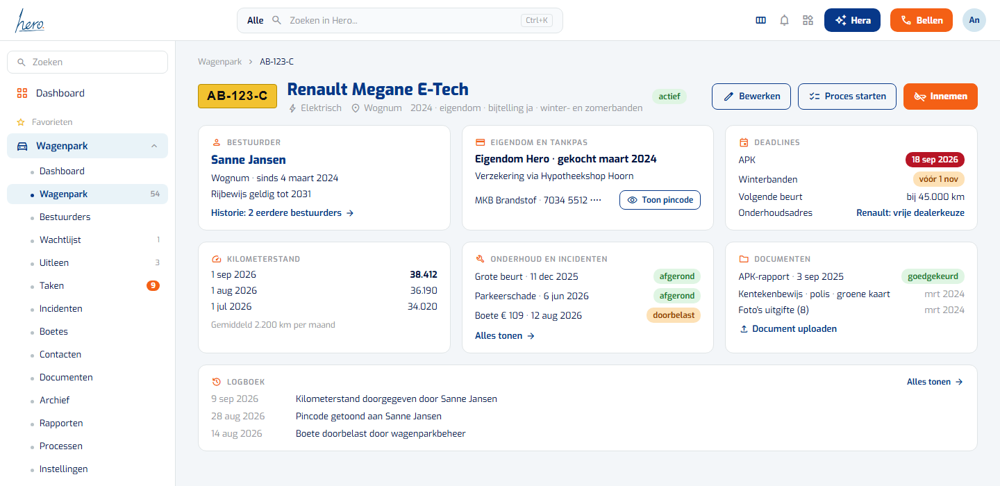 hero.
Alle Zoeken in Hero... Ctrl+K
Hera
Bellen
An
Zoeken
Dashboard
Favorieten
Wagenpark
Dashboard
Wagenpark 54
Bestuurders
Wachtlijst 1
Uitleen 3
Taken 9
Incidenten
Boetes
Contacten
Documenten
Archief
Rapporten
Processen
Instellingen
Wagenpark › AB-123-C
AB-123-C
Renault Megane E-Tech
Elektrisch Wognum 2024 · eigendom · bijtelling ja · winter- en zomerbanden
actief
Bewerken
Proces starten
Innemen
BESTUURDER
Sanne Jansen
Wognum · sinds 4 maart 2024
Rijbewijs geldig tot 2031
Historie: 2 eerdere bestuurders →
EIGENDOM EN TANKPAS
Eigendom Hero · gekocht maart 2024
Verzekering via Hypotheekshop Hoorn
MKB Brandstof · 7034 5512 ····
Toon pincode
DEADLINES
APK 18 sep 2026
Winterbanden vóór 1 nov
Volgende beurt bij 45.000 km
Onderhoudsadres Renault: vrije dealerkeuze
KILOMETERSTAND
1 sep 2026 38.412
1 aug 2026 36.190
1 jul 2026 34.020
Gemiddeld 2.200 km per maand
ONDERHOUD EN INCIDENTEN
Grote beurt · 11 dec 2025 afgerond
Parkeerschade · 6 jun 2026 afgerond
Boete € 109 · 12 aug 2026 doorbelast
Alles tonen →
DOCUMENTEN
APK-rapport · 3 sep 2025 goedgekeurd
Kentekenbewijs · polis · groene kaart mrt 2024
Foto's uitgifte (8) mrt 2024
Document uploaden
LOGBOEK
Alles tonen →
9 sep 2026 Kilometerstand doorgegeven door Sanne Jansen
28 aug 2026 Pincode getoond aan Sanne Jansen
14 aug 2026 Boete doorbelast door wagenparkbeheer